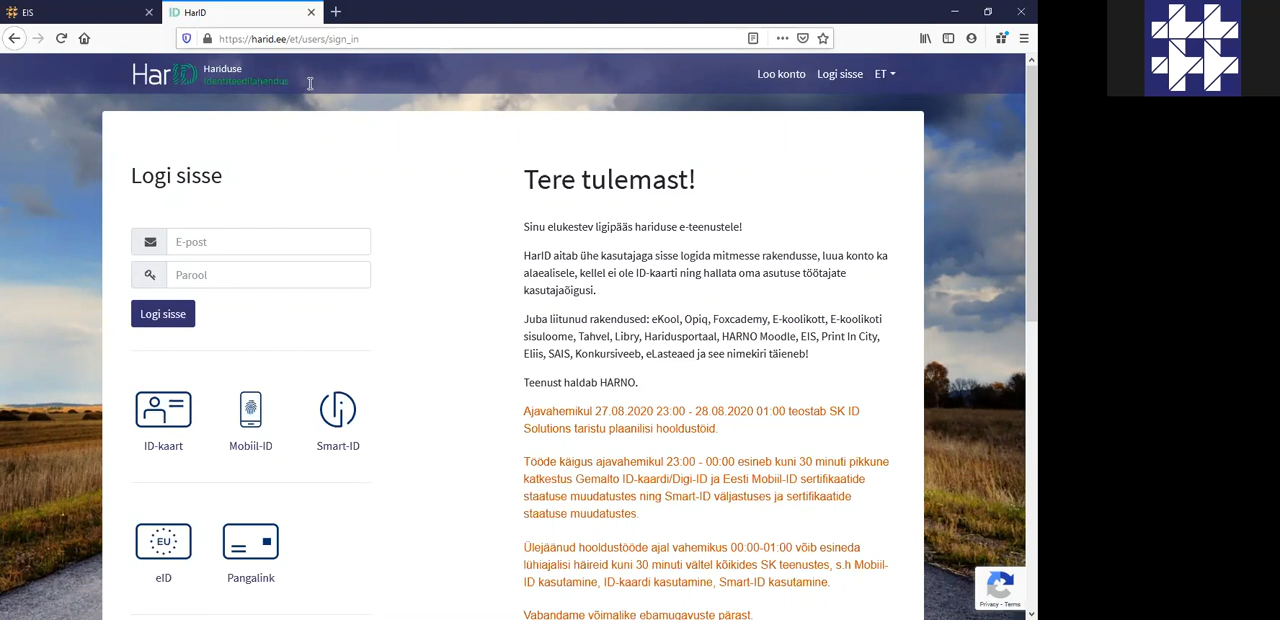 EIS
HarID
https://harid.ee/et/users/sign_in
HarID
Hariduse
Identiteedilahendus
Loo konto
Logi sisse
ET
Logi sisse
E-post
Parool
Logi sisse
ID-kaart
Mobiil-ID
Smart-ID
EU
eID
Pangalink
Tere tulemast!
Sinu elukestev ligipääs hariduse e-teenustele!
HarID aitab ühe kasutajaga sisse logida mitmesse rakendusse, luua konto ka
alaealisele, kellel ei ole ID-kaarti ning hallata oma asutuse töötajate
kasutajaõigusi.
Juba liitunud rakendused: eKool, Opiq, Foxcademy, E-koolikott, E-koolikoti
sisuloome, Tahvel, Libry, Haridusportaal, HARNO Moodle, EIS, Print In City,
Eliis, SAIS, Konkursiveeb, eLasteaed ja see nimekiri täieneb!
Teenust haldab HARNO.
Ajavahemikul 27.08.2020 23:00 - 28.08.2020 01:00 teostab SK ID
Solutions taristu plaanilisi hooldustöid.
Tööde käigus ajavahemikul 23:00 - 00:00 esineb kuni 30 minuti pikkune
katkestus Gemalto ID-kaardi/Digi-ID ja Eesti Mobiil-ID sertifikaatide
staatuse muudatustes ning Smart-ID väljastuses ja sertifikaatide
staatuse muudatustes.
Ülejäänud hooldustööde ajal vahemikus 00:00-01:00 võib esineda
lühiajalisi häireid kuni 30 minuti vältel kõikides SK teenustes, s.h Mobiil-
ID kasutamine, ID-kaardi kasutamine, Smart-ID kasutamine.
Vabandame võimalike ebamugavuste pärast.
Privacy - Terms